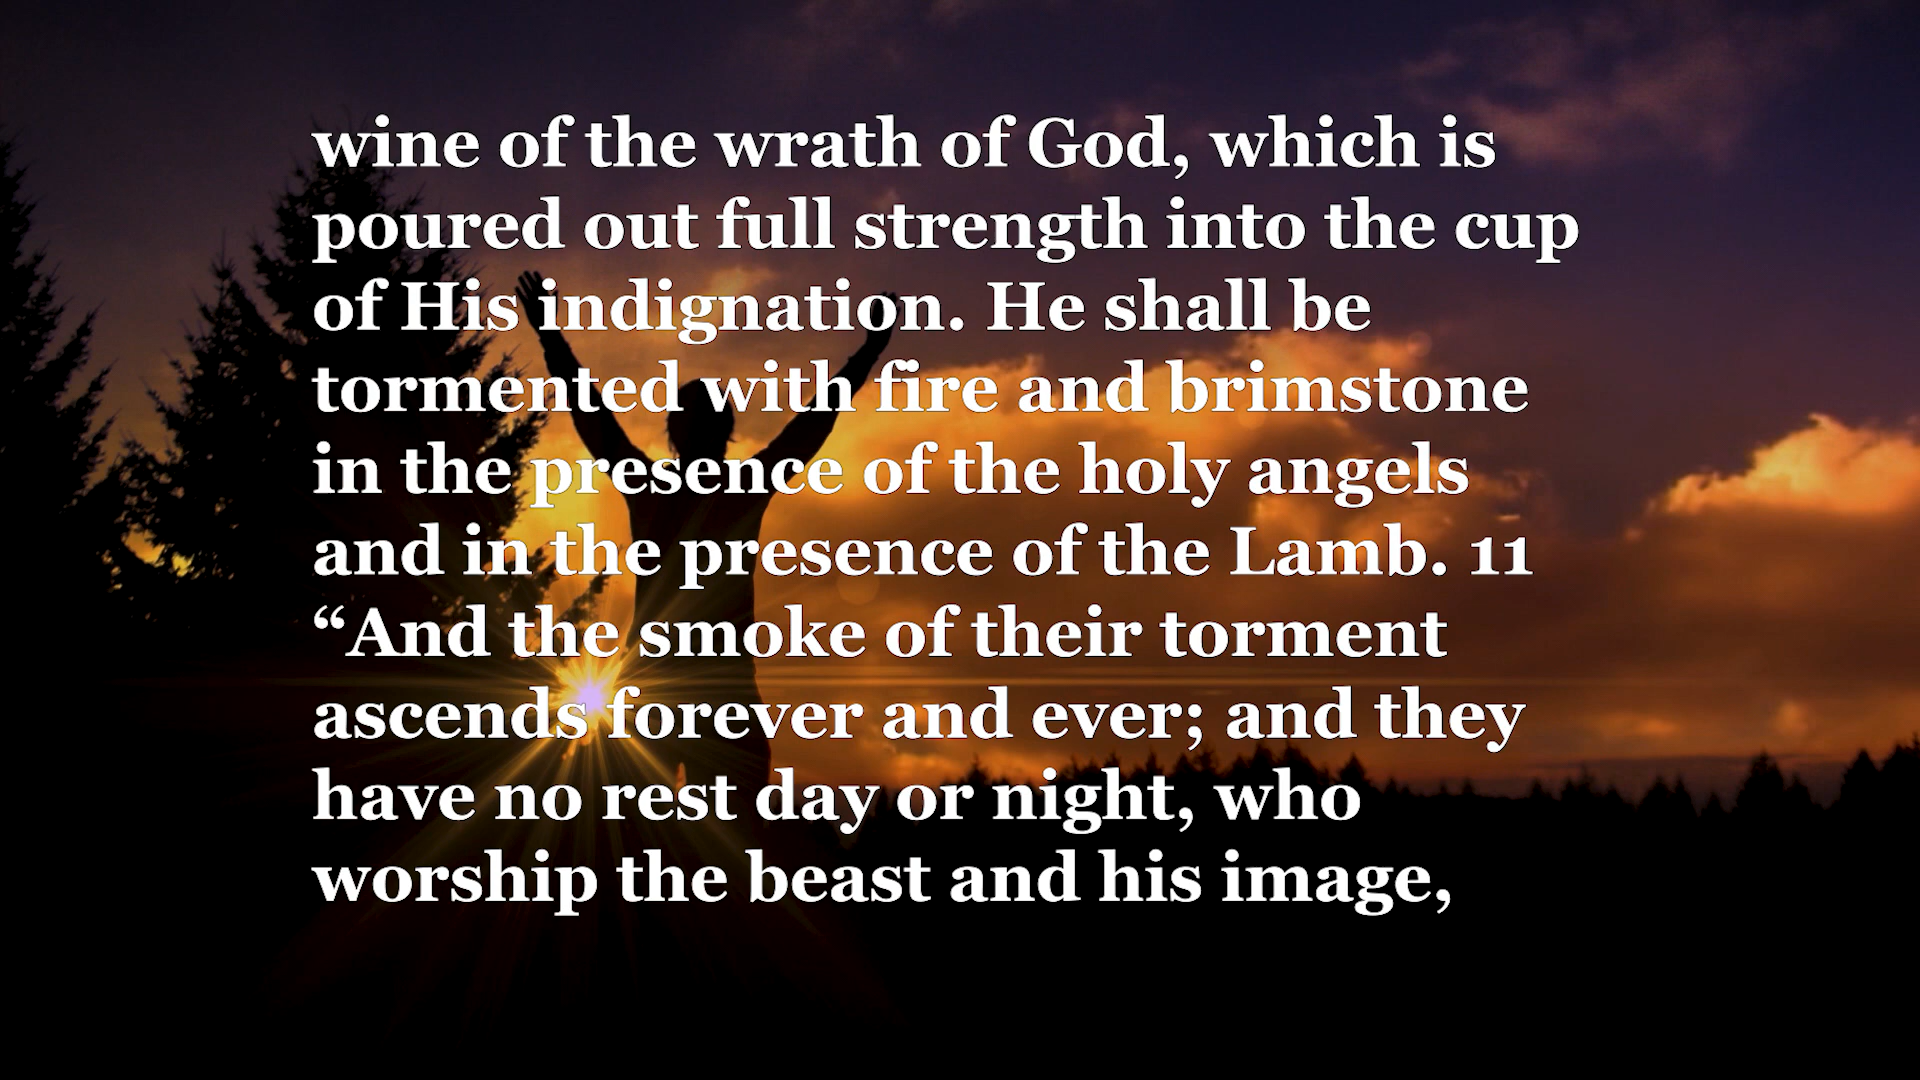 wine of the wrath of God, which is
poured out full strength into the cup
of His indignation. He shall be
tormented with fire and brimstone
in the presence of the holy angels
and in the presence of the Lamb. 11
“And the smoke of their torment
ascends forever and ever; and they
have no rest day or night, who
worship the beast and his image,